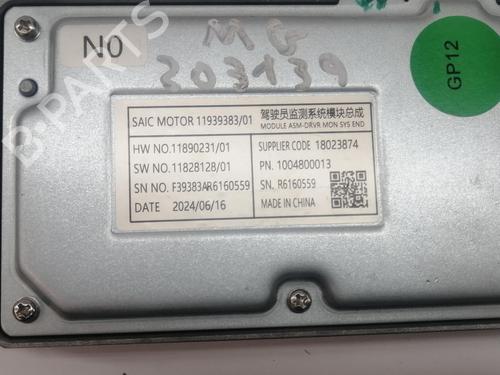 N0
MG
303139
GP12
B-PARTS
SAIC MOTOR 11939383/01
驾驶员监测系统模块总成
MODULE ASM-DRVR MON SYS END
HW NO.11890231/01
SUPPLIER CODE 18023874
SW NO.11828128/01
PN. 1004800013
SN NO. F39383AR6160559
SN. R6160559
DATE 2024/06/16
MADE IN CHINA